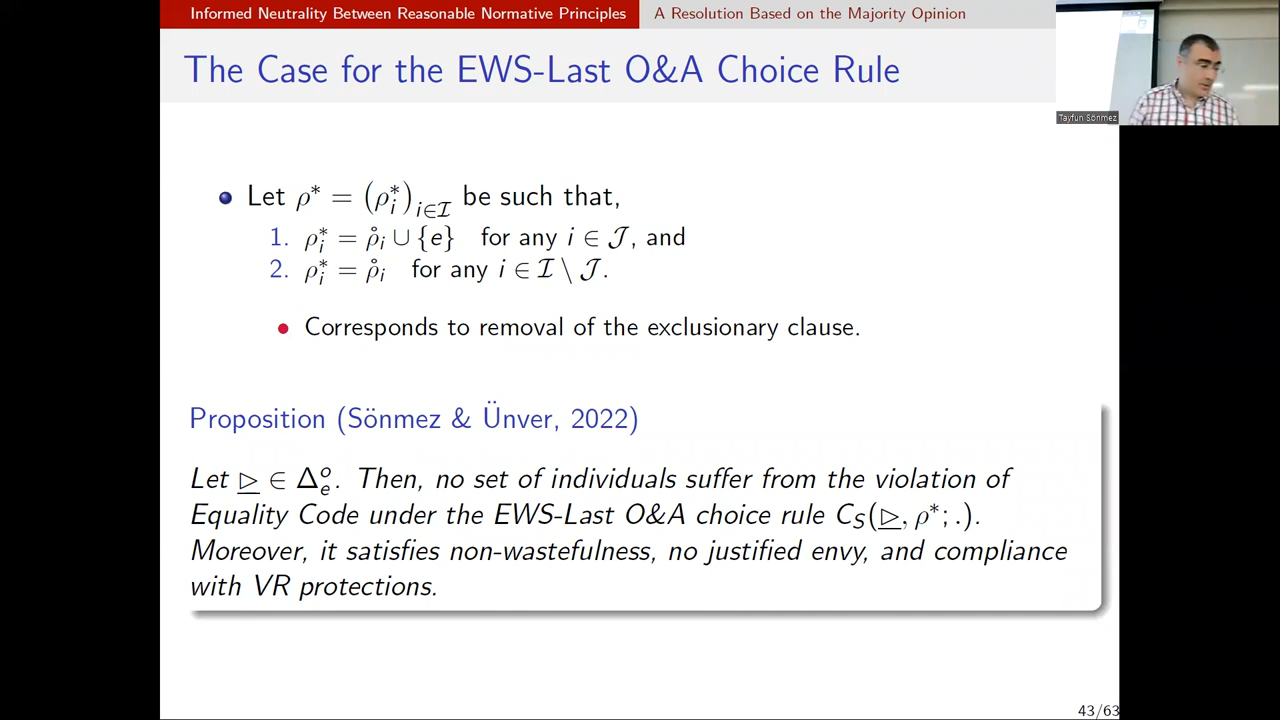 Informed Neutrality Between Reasonable Normative Principles A Resolution Based on the Majority Opinion
The Case for the EWS-Last O&A Choice Rule
Tayfun Sönmez
Let ρ* = (ρ*ᵢ)ᵢ∈𝓘 be such that,
1. ρ*ᵢ = ρ̊ᵢ ∪ {e} for any i ∈ 𝒥, and
2. ρ*ᵢ = ρ̊ᵢ for any i ∈ 𝓘 \ 𝒥.
Corresponds to removal of the exclusionary clause.
Proposition (Sönmez & Ünver, 2022)
Let ⊵ ∈ Δᵒₑ. Then, no set of individuals suffer from the violation of
Equality Code under the EWS-Last O&A choice rule C_S(⊵, ρ*; .).
Moreover, it satisfies non-wastefulness, no justified envy, and compliance
with VR protections.
43/63